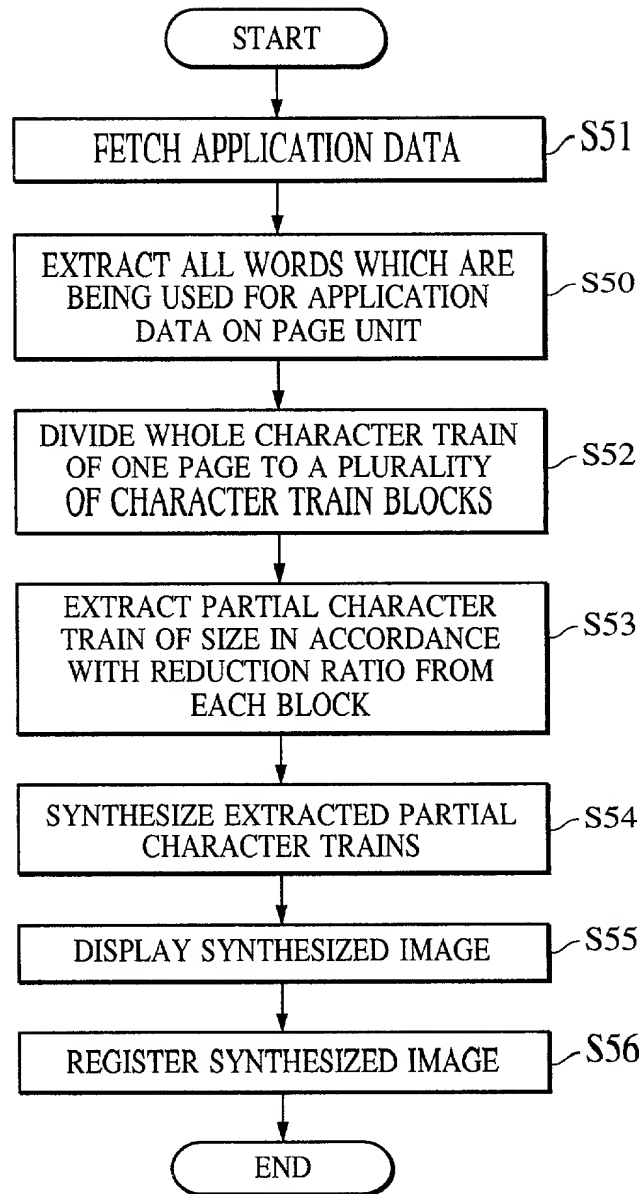 START
FETCH APPLICATION DATA
S51
EXTRACT ALL WORDS WHICH ARE
BEING USED FOR APPLICATION
DATA ON PAGE UNIT
S50
DIVIDE WHOLE CHARACTER TRAIN
OF ONE PAGE TO A PLURALITY
OF CHARACTER TRAIN BLOCKS
S52
EXTRACT PARTIAL CHARACTER
TRAIN OF SIZE IN ACCORDANCE
WITH REDUCTION RATIO FROM
EACH BLOCK
S53
SYNTHESIZE EXTRACTED PARTIAL
CHARACTER TRAINS
S54
DISPLAY SYNTHESIZED IMAGE
S55
REGISTER SYNTHESIZED IMAGE
S56
END